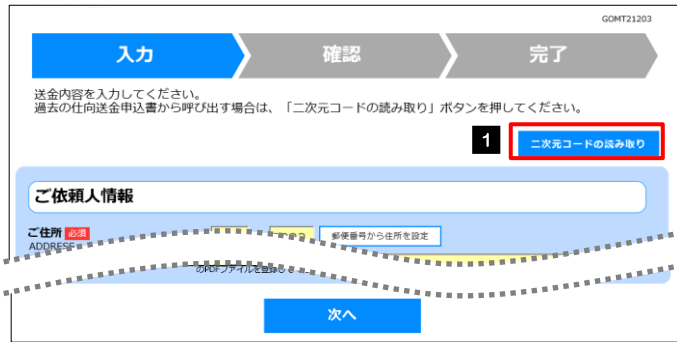 GOMT21203
入力
確認
完了
送金内容を入力してください。
過去の仕向送金申込書から呼び出す場合は、「二次元コードの読み取り」ボタンを押してください。
1
二次元コードの読み取り
ご依頼人情報
ご住所 必須
郵便番号から住所を設定
ADDRESS
のPDFファイルを登録して
次へ